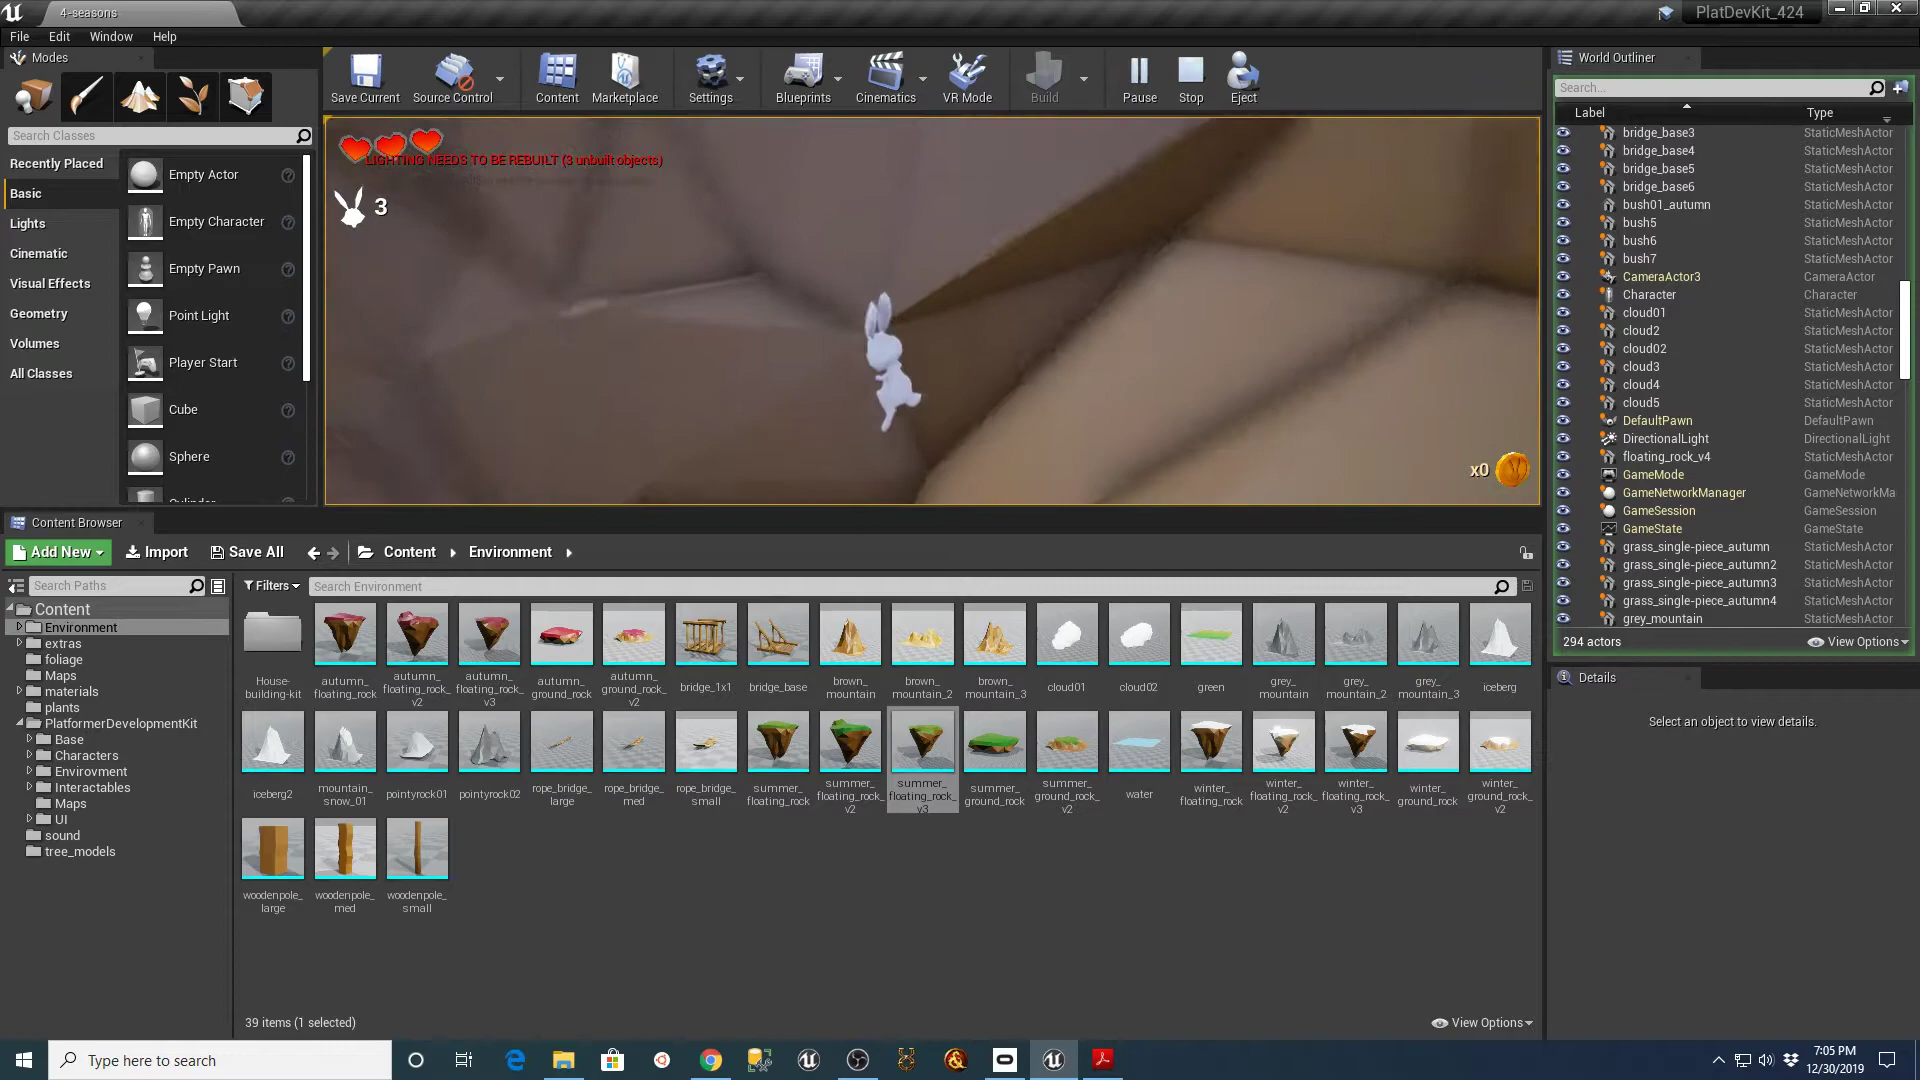 4-seasons
PlatDevKit_424
File Edit Window Help
Modes
Search Classes
Recently Placed
Basic
Lights
Cinematic
Visual Effects
Geometry
Volumes
All Classes
Empty Actor
Empty Character
Empty Pawn
Point Light
Player Start
Cube
Sphere
Save Current
Source Control
Content
Marketplace
Settings
Blueprints
Cinematics
VR Mode
Build
Pause
Stop
Eject
LIGHTING NEEDS TO BE REBUILT (3 unbuilt objects)
3
x0
World Outliner
Search...
Label Type
bridge_base3 StaticMeshActor
bridge_base4 StaticMeshActor
bridge_base5 StaticMeshActor
bridge_base6 StaticMeshActor
bush01_autumn StaticMeshActor
bush5 StaticMeshActor
bush6 StaticMeshActor
bush7 StaticMeshActor
CameraActor3 CameraActor
Character Character
cloud01 StaticMeshActor
cloud2 StaticMeshActor
cloud02 StaticMeshActor
cloud3 StaticMeshActor
cloud4 StaticMeshActor
cloud5 StaticMeshActor
DefaultPawn DefaultPawn
DirectionalLight DirectionalLight
floating_rock_v4 StaticMeshActor
GameMode GameMode
GameNetworkManager GameNetworkMa
GameSession GameSession
GameState GameState
grass_single-piece_autumn StaticMeshActor
grass_single-piece_autumn2 StaticMeshActor
grass_single-piece_autumn3 StaticMeshActor
grass_single-piece_autumn4 StaticMeshActor
grey_mountain StaticMeshActor
294 actors
View Options
Details
Select an object to view details.
Content Browser
Add New Import Save All Content Environment
Search Paths
Content
Environment
extras
foliage
Maps
materials
plants
PlatformerDevelopmentKit
Base
Characters
Envirovment
Interactables
Maps
UI
sound
tree_models
Filters
Search Environment
House-
building-kit
autumn_
floating_rock
autumn_
floating_rock_
v2
autumn_
floating_rock_
v3
autumn_
ground_rock
autumn_
ground_rock_
v2
bridge_1x1
bridge_base
brown_
mountain
brown_
mountain_2
brown_
mountain_3
cloud01
cloud02
green
grey_
mountain
grey_
mountain_2
grey_
mountain_3
iceberg
iceberg2
mountain_
snow_01
pointyrock01
pointyrock02
rope_bridge_
large
rope_bridge_
med
rope_bridge_
small
summer_
floating_rock
summer_
floating_rock_
v2
summer_
floating_rock_
v3
summer_
ground_rock
summer_
ground_rock_
v2
water
winter_
floating_rock
winter_
floating_rock_
v2
winter_
floating_rock_
v3
winter_
ground_rock
winter_
ground_rock_
v2
woodenpole_
large
woodenpole_
med
woodenpole_
small
39 items (1 selected)
View Options
Type here to search
7:05 PM
12/30/2019